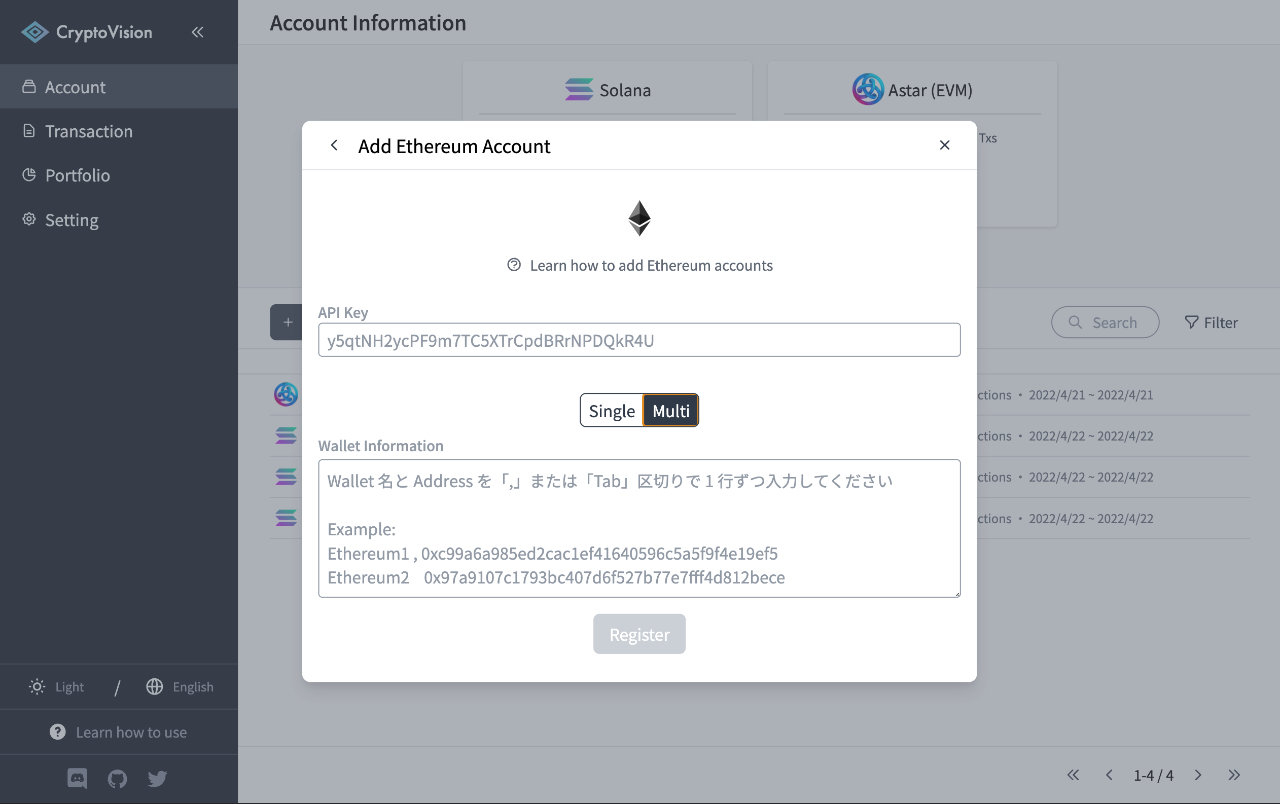 CryptoVision
Account
Transaction
Portfolio
Setting
Light / English
Learn how to use
Account Information
Solana
Astar (EVM)
Txs
Add Ethereum Account
Learn how to add Ethereum accounts
API Key
y5qtNH2ycPF9m7TC5XTrCpdBRrNPDQkR4U
Single Multi
Wallet Information
Wallet 名と Address を「,」または「Tab」区切りで 1 行ずつ入力してください
Example:
Ethereum1 , 0xc99a6a985ed2cac1ef41640596c5a5f9f4e19ef5
Ethereum2 0x97a9107c1793bc407d6f527b77e7fff4d812bece
Register
+
Search
Filter
ctions • 2022/4/21 ~ 2022/4/21
ctions • 2022/4/22 ~ 2022/4/22
ctions • 2022/4/22 ~ 2022/4/22
ctions • 2022/4/22 ~ 2022/4/22
1-4 / 4